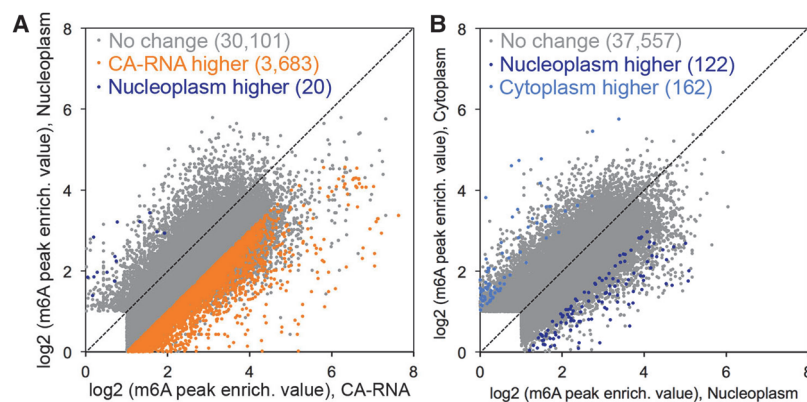 A
B
log2 (m6A peak enrich. value), Nucleoplasm
8
6
4
2
0
No change (30,101)
CA-RNA higher (3,683)
Nucleoplasm higher (20)
0 2 4 6 8
log2 (m6A peak enrich. value), CA-RNA
log2 (m6A peak enrich. value), Cytoplasm
8
6
4
2
0
No change (37,557)
Nucleoplasm higher (122)
Cytoplasm higher (162)
0 2 4 6 8
log2 (m6A peak enrich. value), Nucleoplasm